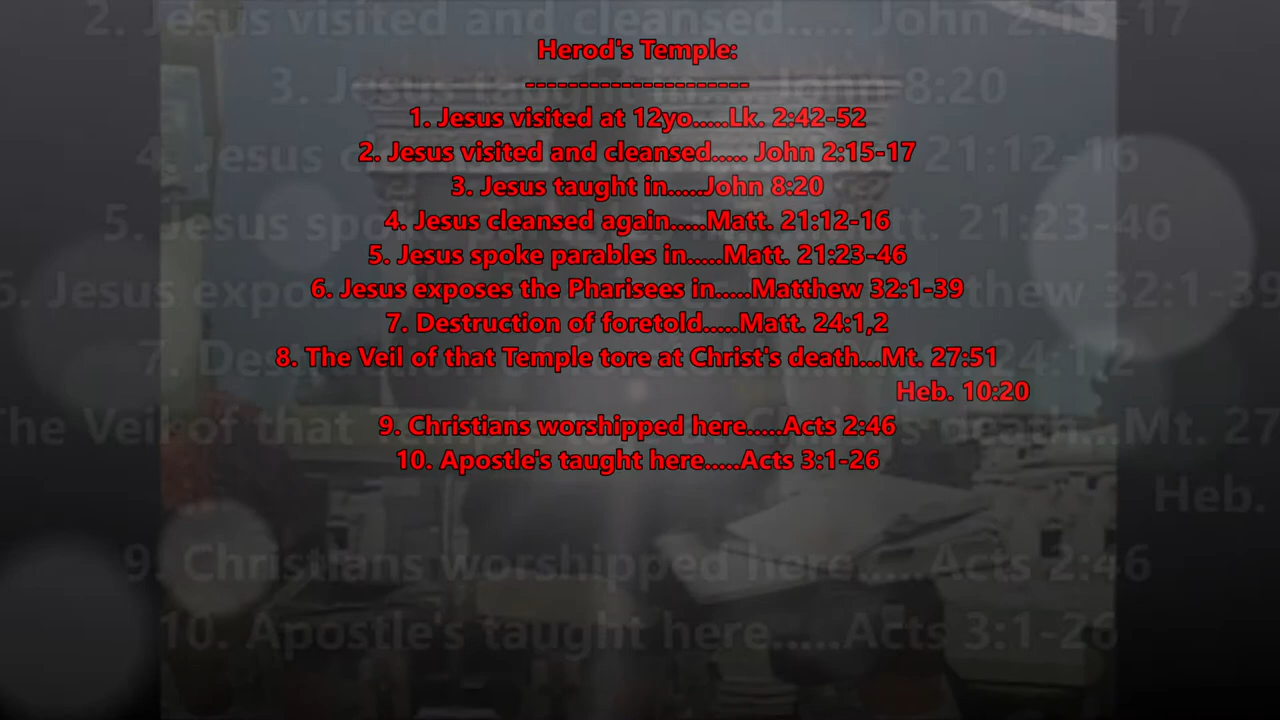 Herod's Temple:
---------------------
1. Jesus visited at 12yo.....Lk. 2:42-52
2. Jesus visited and cleansed..... John 2:15-17
3. Jesus taught in.....John 8:20
4. Jesus cleansed again.....Matt. 21:12-16
5. Jesus spoke parables in.....Matt. 21:23-46
6. Jesus exposes the Pharisees in.....Matthew 32:1-39
7. Destruction of foretold.....Matt. 24:1,2
8. The Veil of that Temple tore at Christ's death...Mt. 27:51
Heb. 10:20
9. Christians worshipped here.....Acts 2:46
10. Apostle's taught here.....Acts 3:1-26